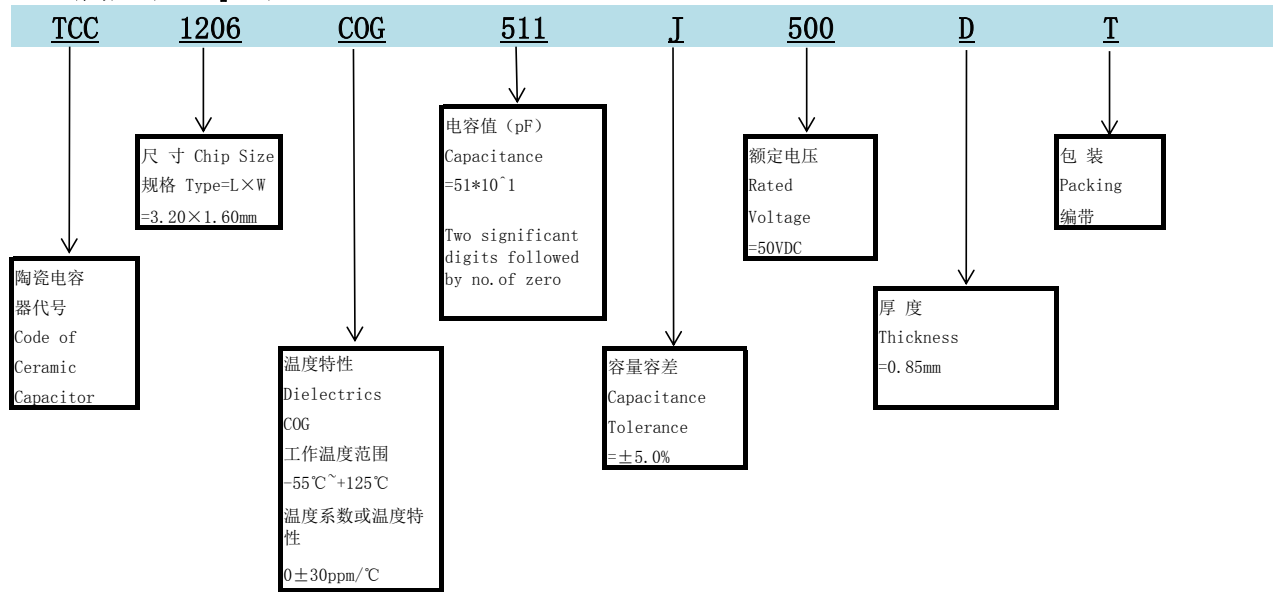 TCC 1206 COG 511 J 500 D T
陶瓷电容
器代号
Code of
Ceramic
Capacitor
尺 寸 Chip Size
规格 Type=L×W
=3.20×1.60mm
温度特性
Dielectrics
COG
工作温度范围
-55℃~+125℃
温度系数或温度特
性
0±30ppm/℃
电容值（pF）
Capacitance
=51*10^1
Two significant
digits followed
by no.of zero
容量容差
Capacitance
Tolerance
=±5.0%
额定电压
Rated
Voltage
=50VDC
厚 度
Thickness
=0.85mm
包 装
Packing
编带